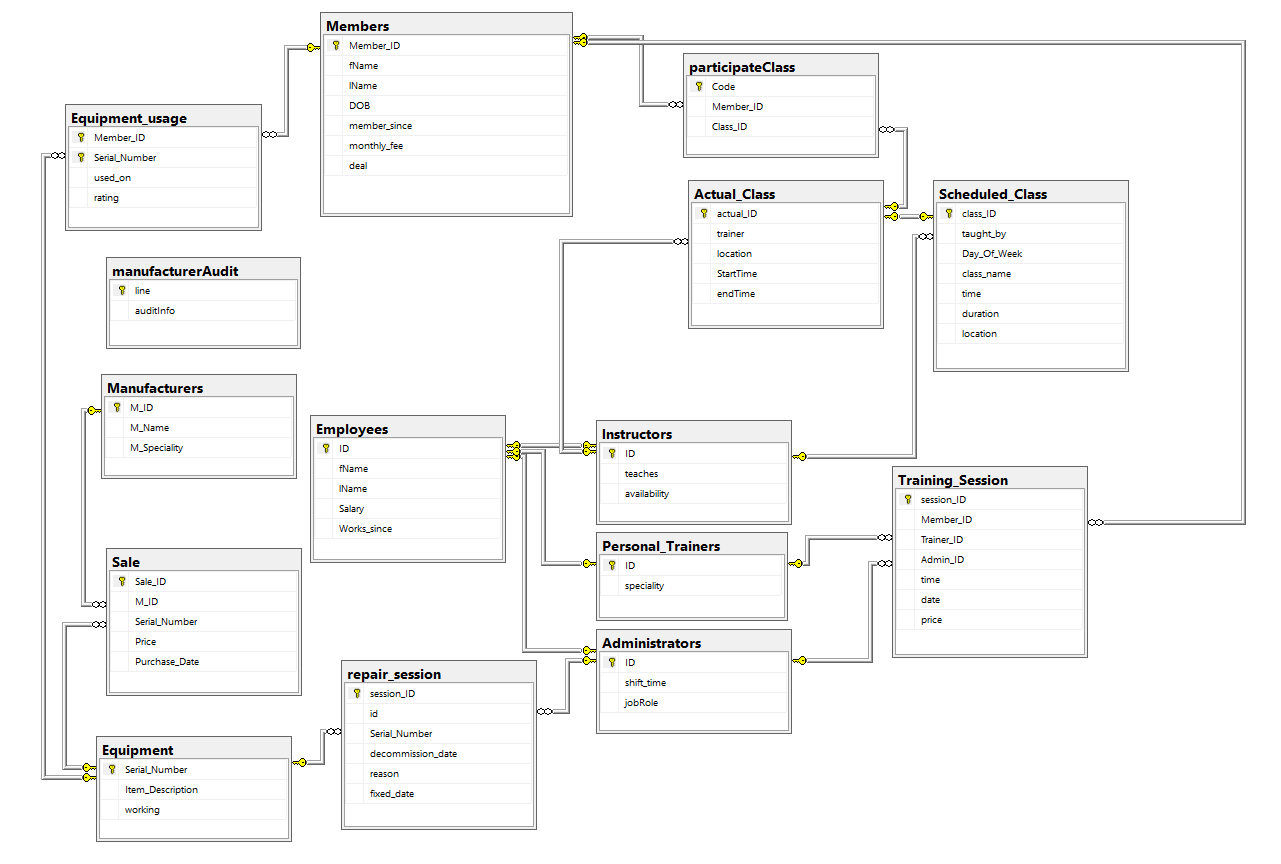 Members
Member_ID
fName
lName
DOB
member_since
monthly_fee
deal
participateClass
Code
Member_ID
Class_ID
Equipment_usage
Member_ID
Serial_Number
used_on
rating
Actual_Class
actual_ID
trainer
location
StartTime
endTime
Scheduled_Class
class_ID
taught_by
Day_Of_Week
class_name
time
duration
location
manufacturerAudit
line
auditInfo
Manufacturers
M_ID
M_Name
M_Speciality
Employees
ID
fName
lName
Salary
Works_since
Instructors
ID
teaches
availability
Training_Session
session_ID
Member_ID
Trainer_ID
Admin_ID
time
date
price
Personal_Trainers
ID
speciality
Sale
Sale_ID
M_ID
Serial_Number
Price
Purchase_Date
Administrators
ID
shift_time
jobRole
repair_session
session_ID
id
Serial_Number
decommission_date
reason
fixed_date
Equipment
Serial_Number
Item_Description
working